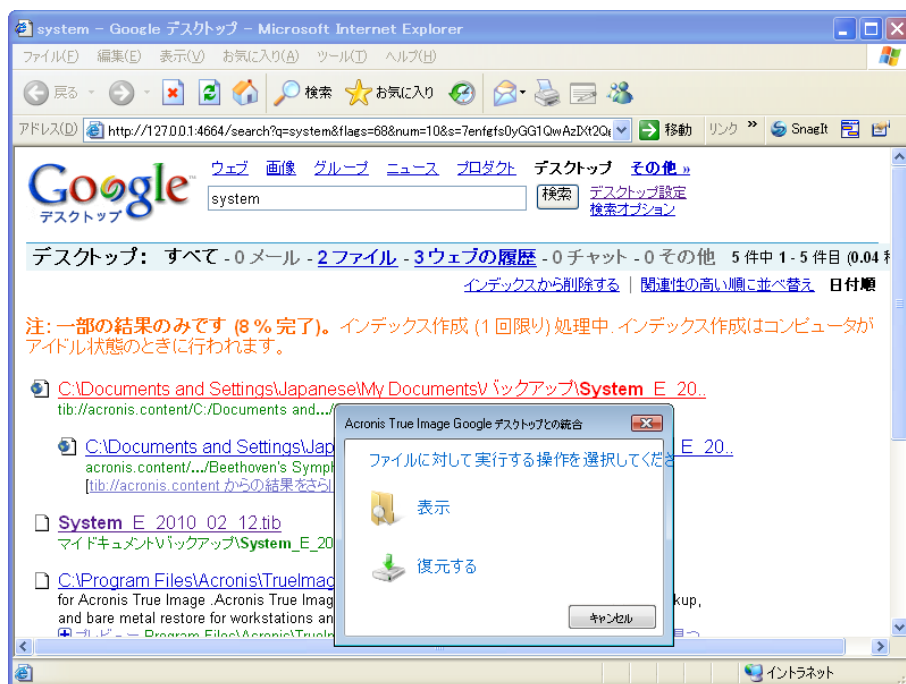 system - Google デスクトップ - Microsoft Internet Explorer
ファイル(F) 編集(E) 表示(V) お気に入り(A) ツール(T) ヘルプ(H)
戻る 検索 お気に入り
アドレス(D) http://127.0.0.1:4664/search?q=system&flags=68&num=10&s= 移動 リンク » SnagIt
Google デスクトップ
ウェブ 画像 グループ ニュース プロダクト デスクトップ その他 »
system 検索 デスクトップ設定
検索オプション
デスクトップ: すべて - 0 メール - 2 ファイル - 3 ウェブの履歴 - 0 チャット - 0 その他 5 件中 1 - 5 件目 (0.04
インデックスから削除する | 関連性の高い順に並べ替え 日付順
注: 一部の結果のみです (8 % 完了)。インデックス作成 (1 回限り) 処理中. インデックス作成はコンピュータが
アイドル状態のときに行われます。
C:\Documents and Settings\Japanese\My Documents\バックアップ\System_E_20..
tib://acronis.content/C:/Documents and.../
C:\Documents and Settings\Jap E_20..
acronis.content/.../Beethoven's Symp
[tib://acronis.content からの結果をさらに
System_E_2010_02_12.tib
マイ ドキュメント\バックアップ\System_E_20
C:\Program Files\Acronis\TrueImag
for Acronis True Image .Acronis True Imag kup,
and bare metal restore for workstations an
Acronis True Image Google デスクトップとの統合
ファイルに対して実行する操作を選択してくださ
表示
復元する
キャンセル
イントラネット